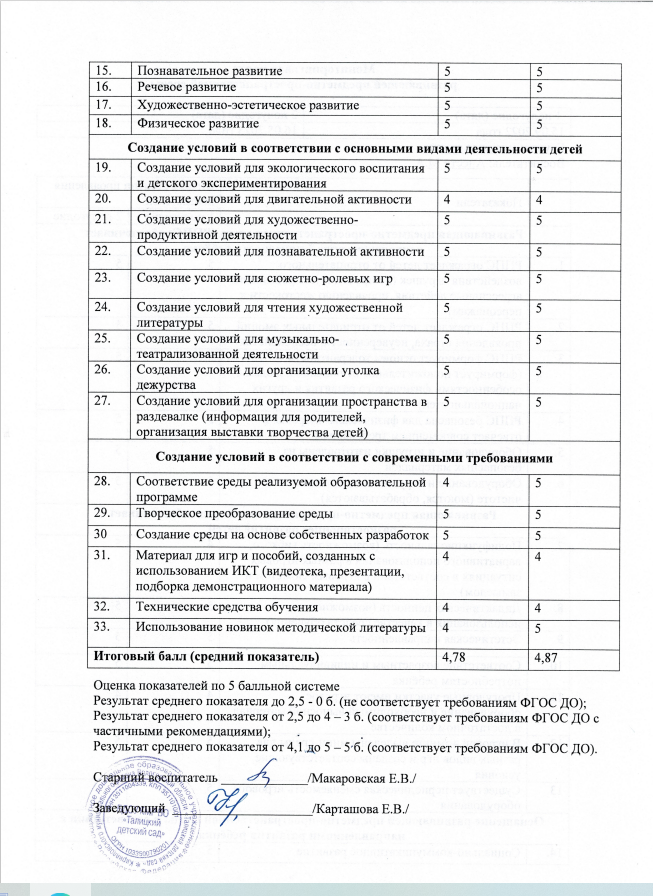 15. Познавательное развитие 5 5
16. Речевое развитие 5 5
17. Художественно-эстетическое развитие 5 5
18. Физическое развитие 5 5
Создание условий в соответствии с основными видами деятельности детей
19. Создание условий для экологического воспитания 5 5
и детского экспериментирования
20. Создание условий для двигательной активности 4 4
21. Создание условий для художественно- 5 5
продуктивной деятельности
22. Создание условий для познавательной активности 5 5
23. Создание условий для сюжетно-ролевых игр 5 5
24. Создание условий для чтения художественной 5 5
литературы
25. Создание условий для музыкально- 5 5
театрализованной деятельности
26. Создание условий для организации уголка 5 5
дежурства
27. Создание условий для организации пространства в 5 5
раздевалке (информация для родителей,
организация выставки творчества детей)
Создание условий в соответствии с современными требованиями
28. Соответствие среды реализуемой образовательной 4 5
программе
29. Творческое преобразование среды 5 5
30 Создание среды на основе собственных разработок 5 5
31. Материал для игр и пособий, созданных с 4 4
использованием ИКТ (видеотека, презентации,
подборка демонстрационного материала)
32. Технические средства обучения 4 4
33. Использование новинок методической литературы 4 5
Итоговый балл (средний показатель) 4,78 4,87
Оценка показателей по 5 балльной системе
Результат среднего показателя до 2,5 - 0 б. (не соответствует требованиям ФГОС ДО);
Результат среднего показателя от 2,5 до 4 – 3 б. (соответствует требованиям ФГОС ДО с
частичными рекомендациями);
Результат среднего показателя от 4,1 до 5 – 5 б. (соответствует требованиям ФГОС ДО).
Старший воспитатель /Макаровская Е.В./
Заведующий /Карташова Е.В./
«Талицкий
детский сад»